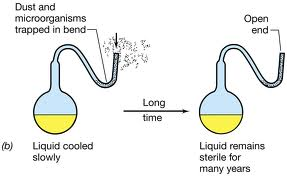 Dust and
microorganisms
trapped in bend
Open
end
Long
time
(b) Liquid cooled
slowly
Liquid remains
sterile for
many years